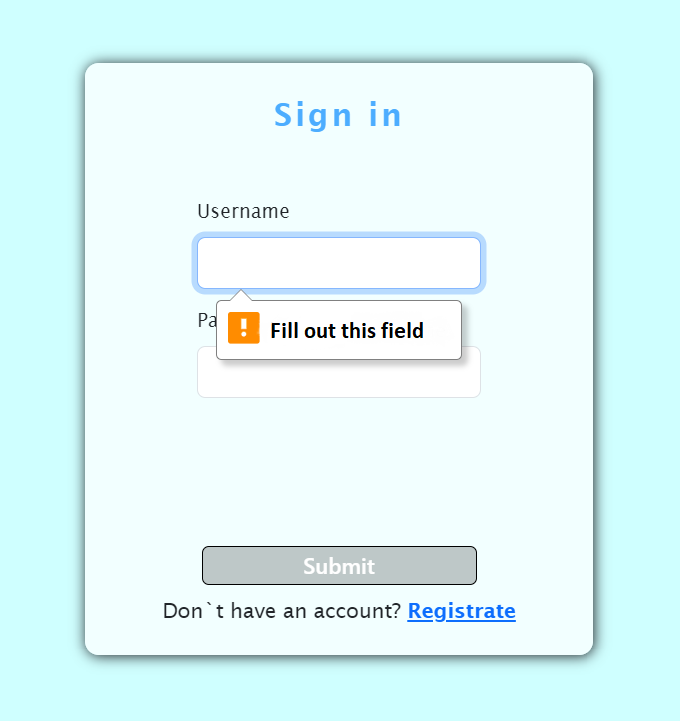 Sign in
Username
Pa
Fill out this field
Submit
Don`t have an account? Registrate